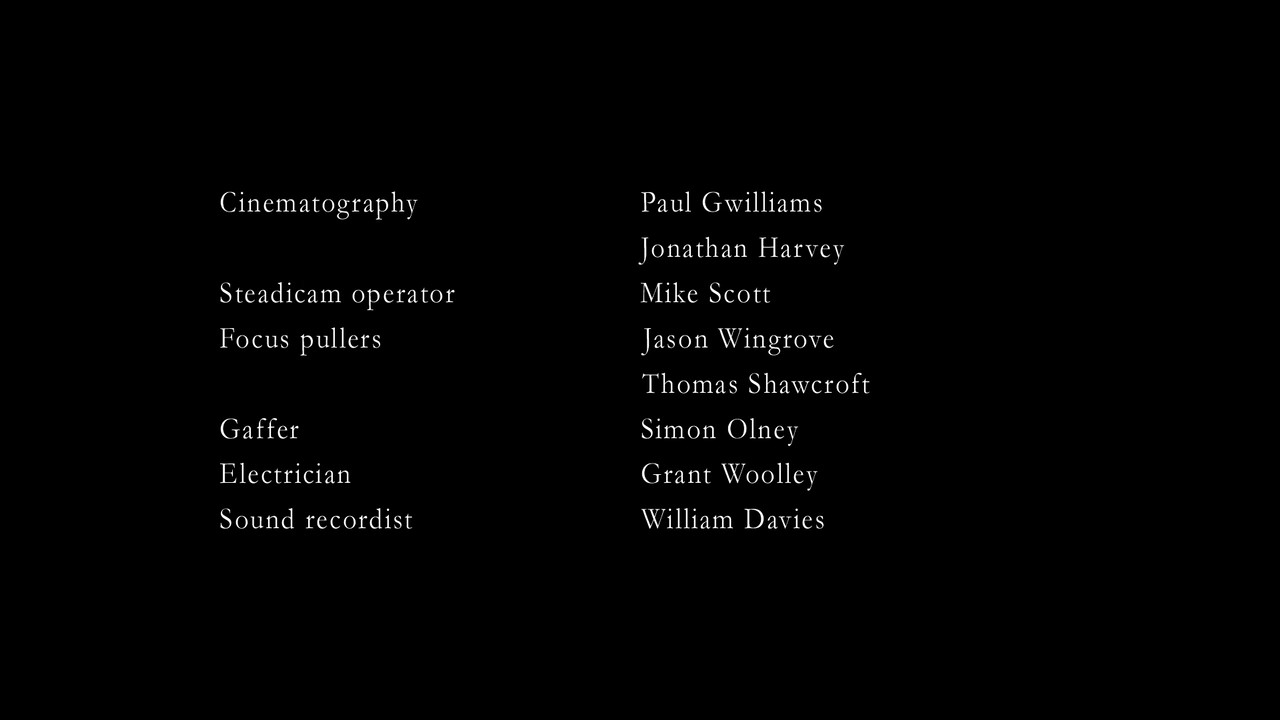 Cinematography Paul Gwilliams
Jonathan Harvey
Steadicam operator Mike Scott
Focus pullers Jason Wingrove
Thomas Shawcroft
Gaffer Simon Olney
Electrician Grant Woolley
Sound recordist William Davies